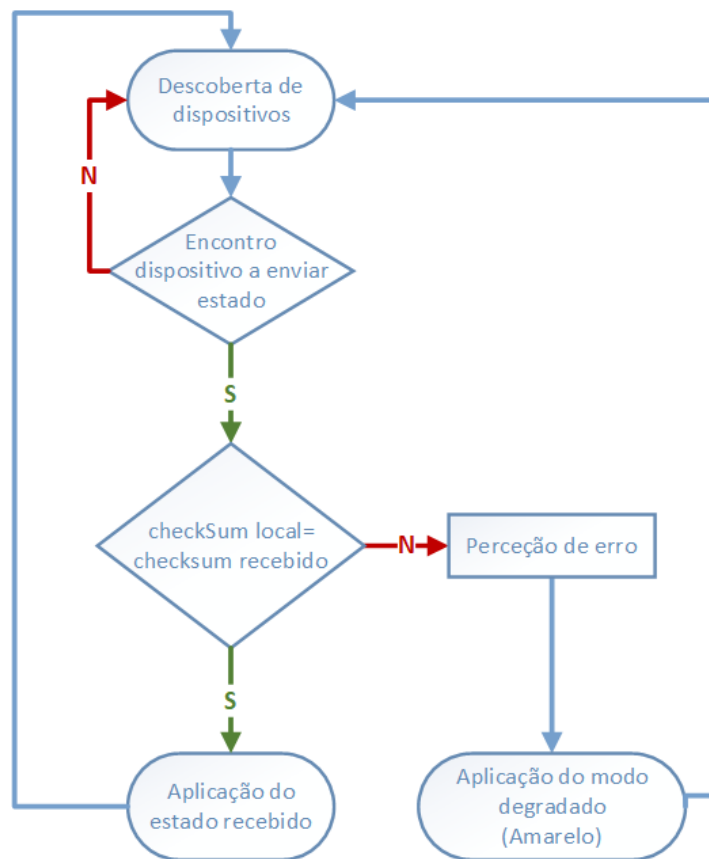 Descoberta de
dispositivos
N
Encontro
dispositivo a enviar
estado
S
checkSum local=
checksum recebido
N
Perceção de erro
S
Aplicação do
estado recebido
Aplicação do modo
degradado
(Amarelo)